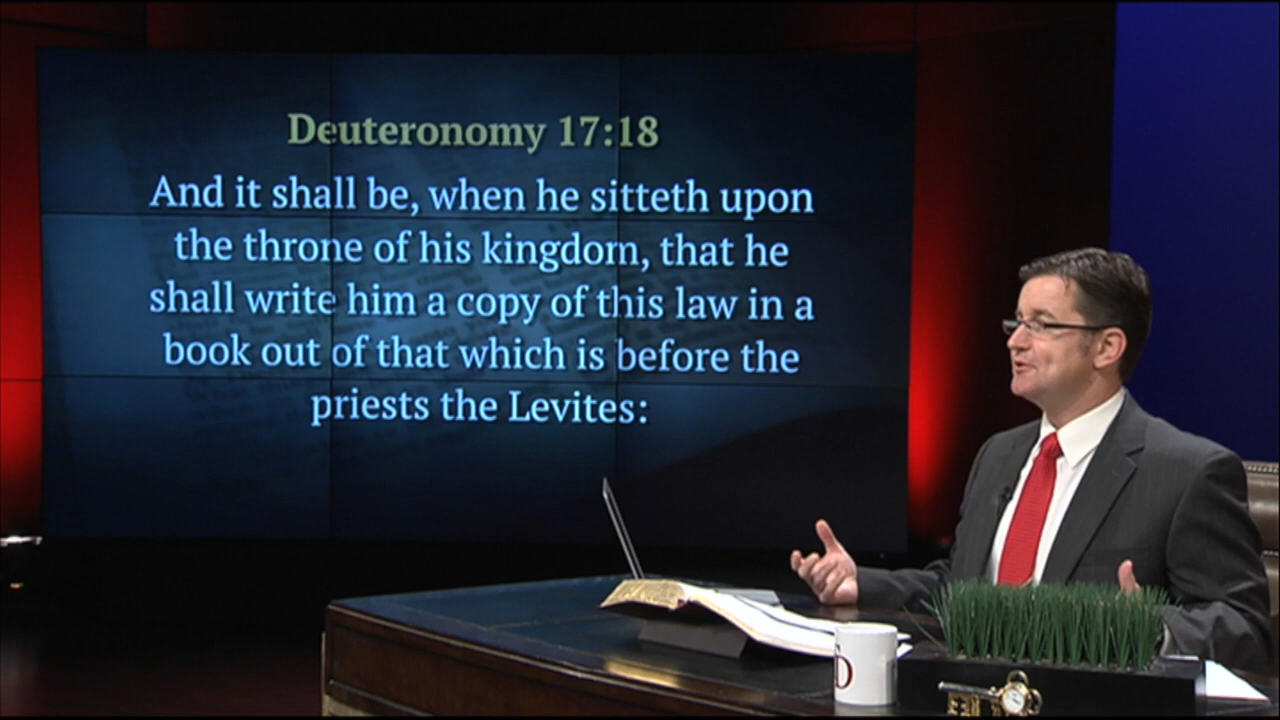 Deuteronomy 17:18
And it shall be, when he sitteth upon
the throne of his kingdom, that he
shall write him a copy of this law in a
book out of that which is before the
priests the Levites: